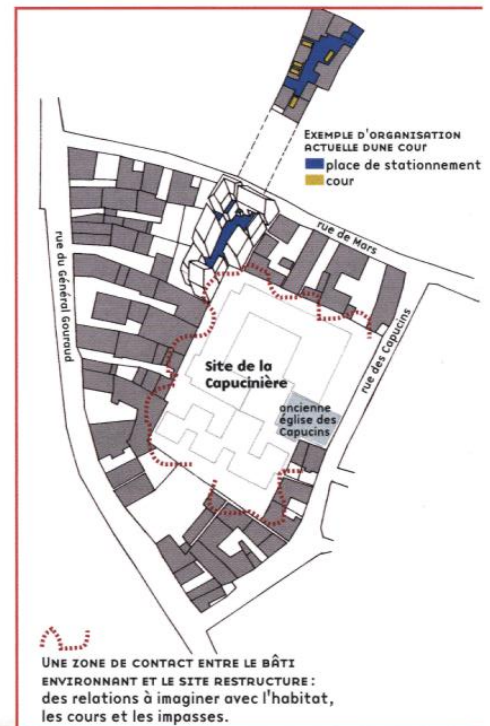 EXEMPLE D'ORGANISATION
ACTUELLE DUNE COUR
place de stationnement
cour
rue de Mars
rue du Général Gouraud
rue des Capucins
Site de la
Capucinière
ancienne
église des
Capucins
UNE ZONE DE CONTACT ENTRE LE BÂTI
ENVIRONNANT ET LE SITE RESTRUCTURE :
des relations à imaginer avec l'habitat,
les cours et les impasses.